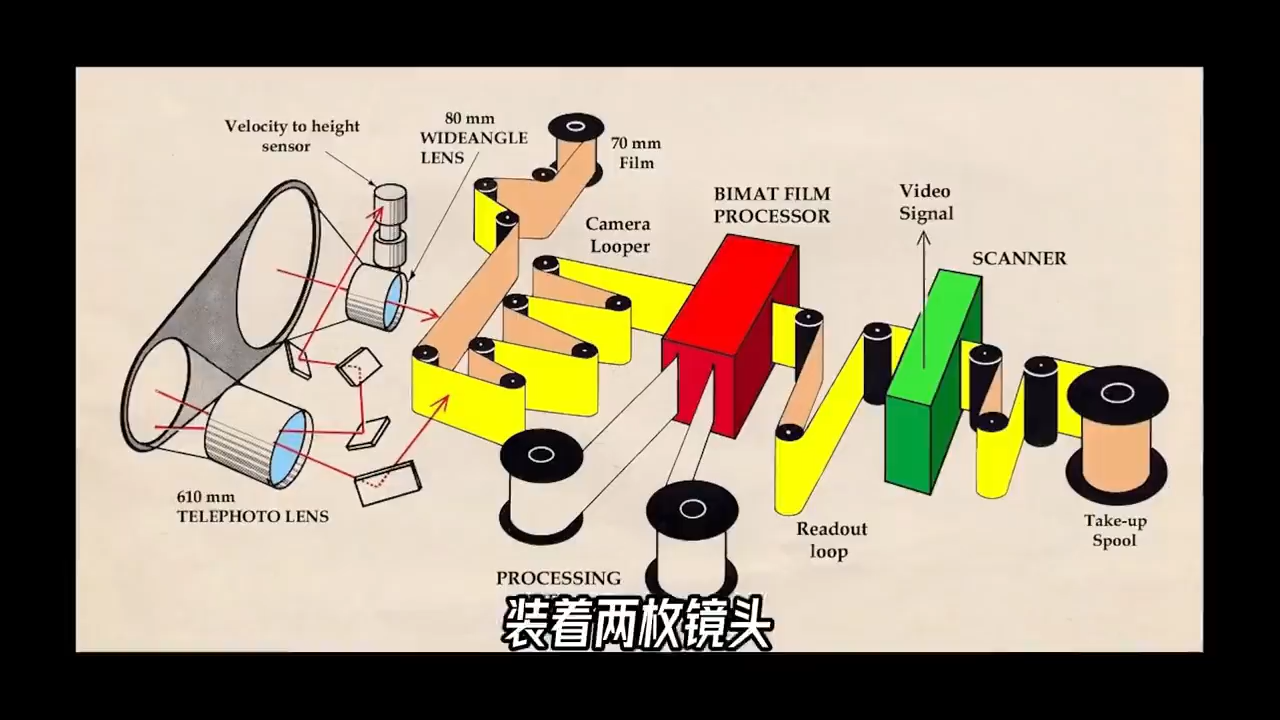 Velocity to height
sensor
80 mm
WIDEANGLE
LENS
70 mm
Film
Camera
Looper
BIMAT FILM
PROCESSOR
Video
Signal
SCANNER
610 mm
TELEPHOTO LENS
Readout
loop
Take-up
Spool
PROCESSING
装着两枚镜头